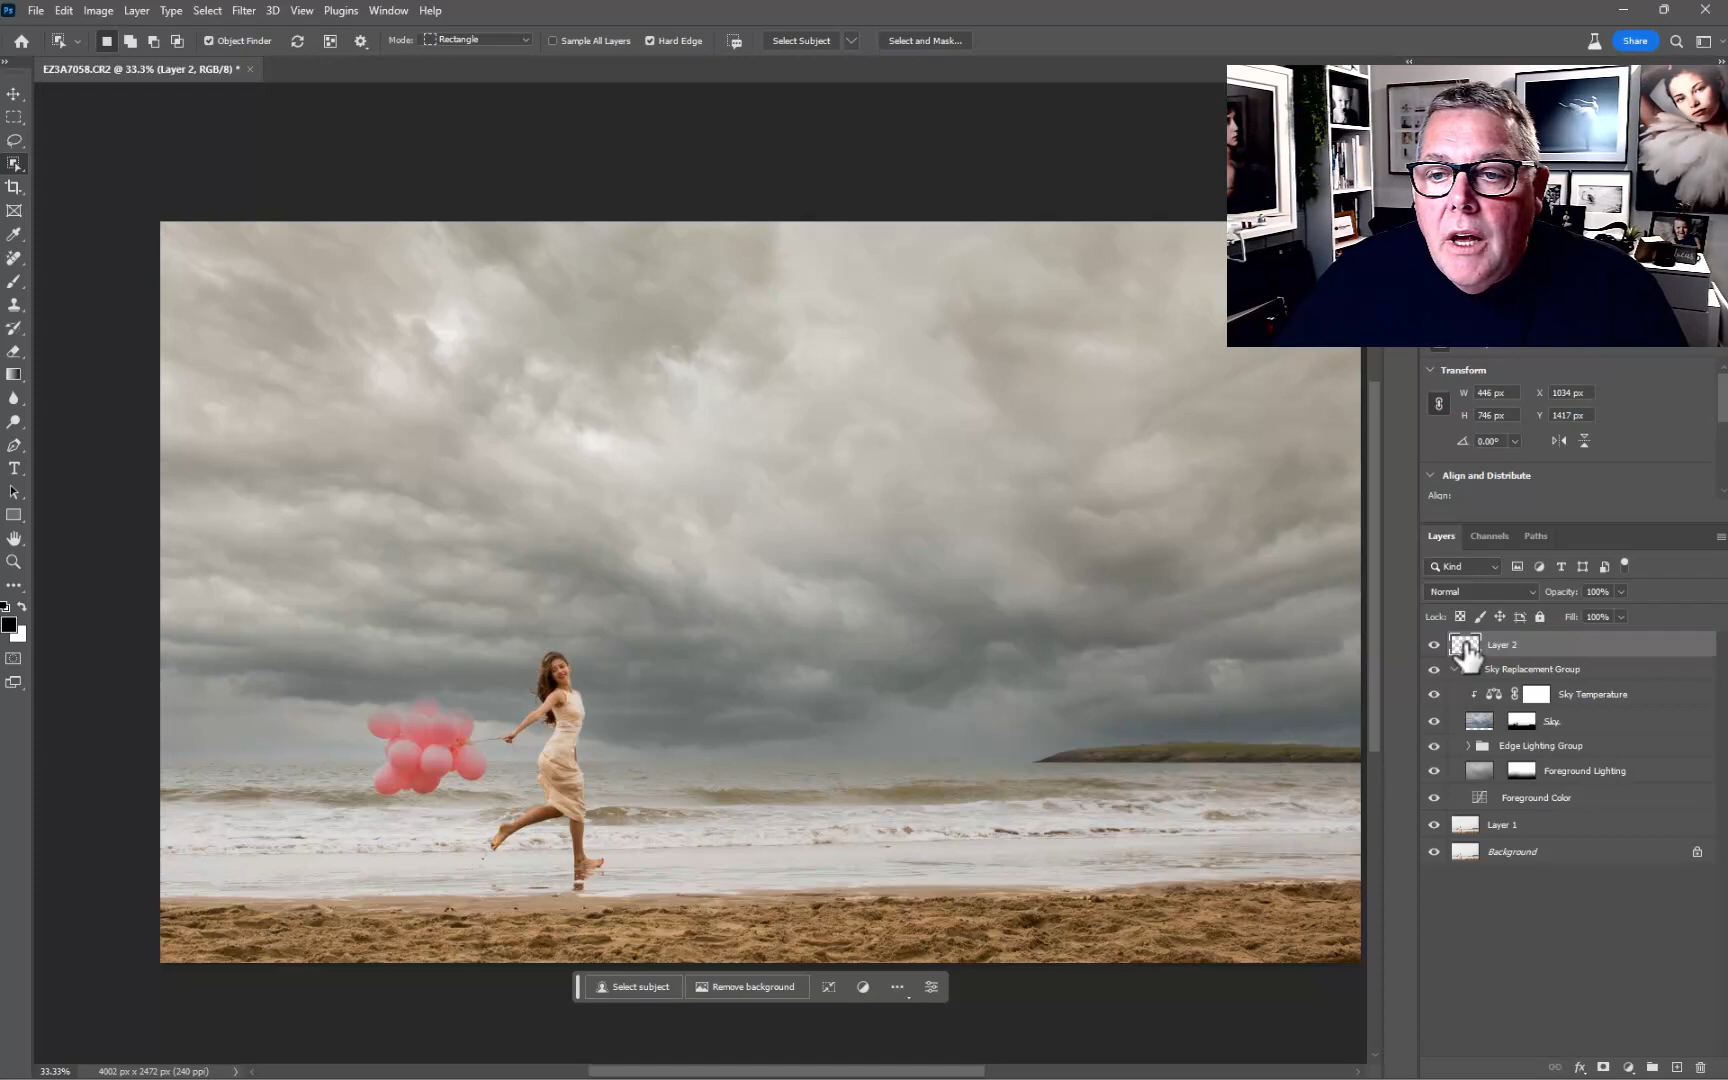 Ps File Edit Image Layer Type Select Filter 3D View Plugins Window Help
Object Finder Mode: Rectangle Sample All Layers Hard Edge Select Subject Select and Mask... Share
EZ3A7058.CR2 @ 33.3% (Layer 2, RGB/8) *
Transform
W 446 px X 1034 px
H 746 px Y 1417 px
0.00°
Align and Distribute
Align:
Layers Channels Paths
Kind
Normal Opacity: 100%
Lock: Fill: 100%
Layer 2
Sky Replacement Group
Sky Temperature
Sky
Edge Lighting Group
Foreground Lighting
Foreground Color
Layer 1
Background
Select subject Remove background
33.33% 4002 px x 2472 px (240 ppi)